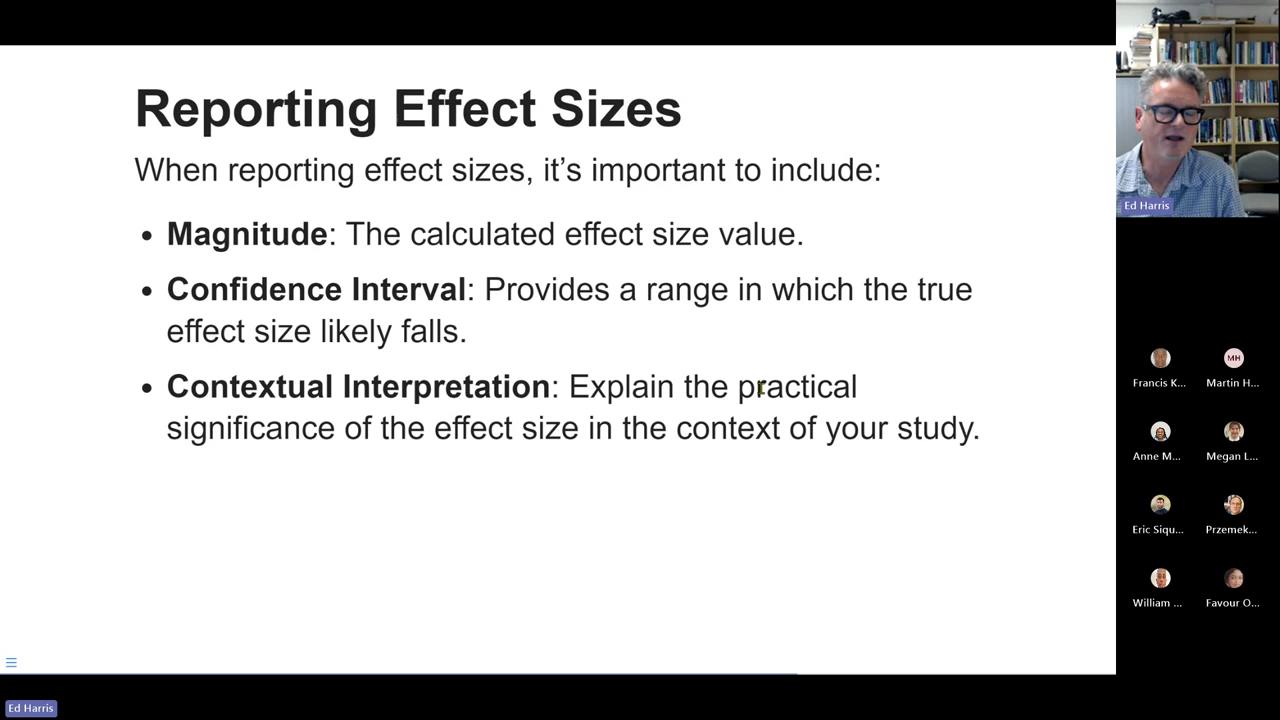 Reporting Effect Sizes
When reporting effect sizes, it’s important to include:
• Magnitude: The calculated effect size value.
• Confidence Interval: Provides a range in which the true
effect size likely falls.
• Contextual Interpretation: Explain the practical
significance of the effect size in the context of your study.
Ed Harris
Francis K...
MH
Martin H...
Anne M...
Megan L...
Eric Siqu...
Przemek...
William ...
Favour O...
Ed Harris